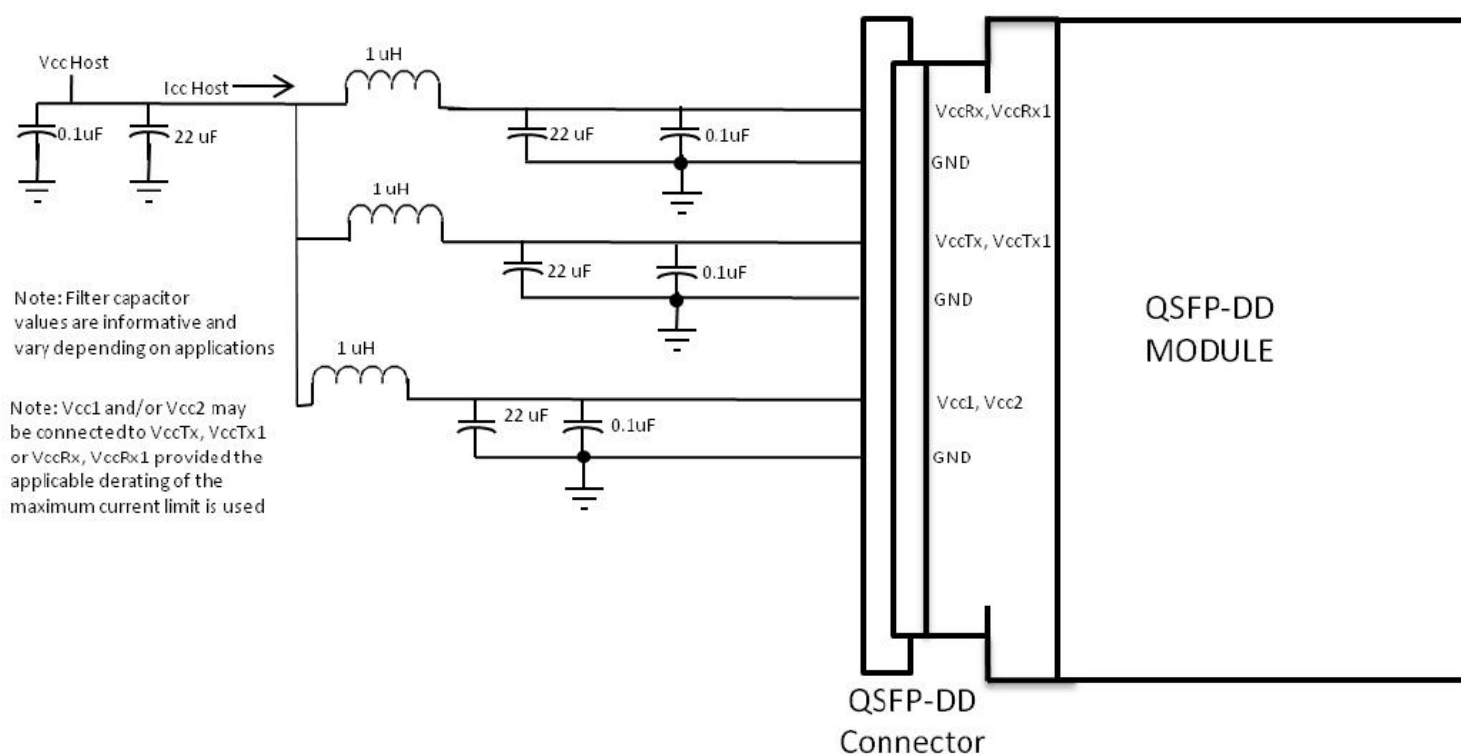 1 uH
Vcc Host
Icc Host
0.1uF
22 uF
22 uF
0.1uF
VccRx, VccRx1
GND
1 uH
22 uF
0.1uF
VccTx, VccTx1
GND
Note: Filter capacitor
values are informative and
vary depending on applications
1 uH
22 uF
0.1uF
Vcc1, Vcc2
GND
Note: Vcc1 and/or Vcc2 may
be connected to VccTx, VccTx1
or VccRx, VccRx1 provided the
applicable derating of the
maximum current limit is used
QSFP-DD
MODULE
QSFP-DD
Connector